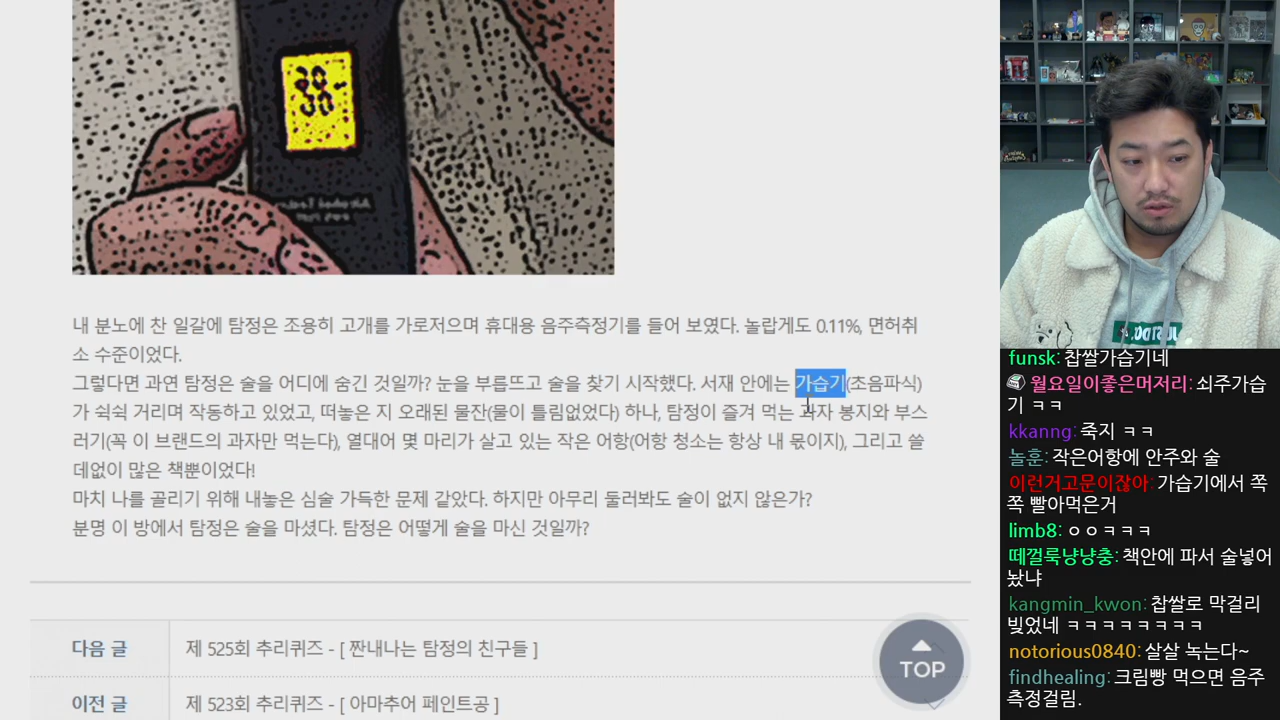 내 분노에 찬 일갈에 탐정은 조용히 고개를 가로저으며 휴대용 음주측정기를 들어 보였다. 놀랍게도 0.11%, 면허취
소 수준이었다.
그렇다면 과연 탐정은 술을 어디에 숨긴 것일까? 눈을 부릅뜨고 술을 찾기 시작했다. 서재 안에는 가습기(초음파식)
가 쉭쉭 거리며 작동하고 있었고, 떠놓은 지 오래된 물잔(물이 틀림없었다) 하나, 탐정이 즐겨 먹는 과자 봉지와 부스
러기(꼭 이 브랜드의 과자만 먹는다), 열대어 몇 마리가 살고 있는 작은 어항(어항 청소는 항상 내 몫이지), 그리고 쓸
데없이 많은 책뿐이었다!
마치 나를 골리기 위해 내놓은 심술 가득한 문제 같았다. 하지만 아무리 둘러봐도 술이 없지 않은가?
분명 이 방에서 탐정은 술을 마셨다. 탐정은 어떻게 술을 마신 것일까?
다음 글 제 525회 추리퀴즈 - [ 짠내나는 탐정의 친구들 ]
이전 글 제 523회 추리퀴즈 - [ 아마추어 페인트공 ]
TOP
funsk: 찹쌀가습기네
월요일이좋은머저리: 쇠주가습
기 ㅋㅋ
kkanng: 죽지 ㅋㅋ
놀훈: 작은어항에 안주와 술
이런거고문이잖아: 가습기에서 쪽
쪽 빨아먹은거
limb8: ㅇㅇㅋㅋㅋ
떼껄룩냥냥충: 책안에 파서 술넣어
놨냐
kangmin_kwon: 찹쌀로 막걸리
빚었네 ㅋㅋㅋㅋㅋㅋㅋㅋ
notorious0840: 살살 녹는다~
findhealing: 크림빵 먹으면 음주
측정걸림.